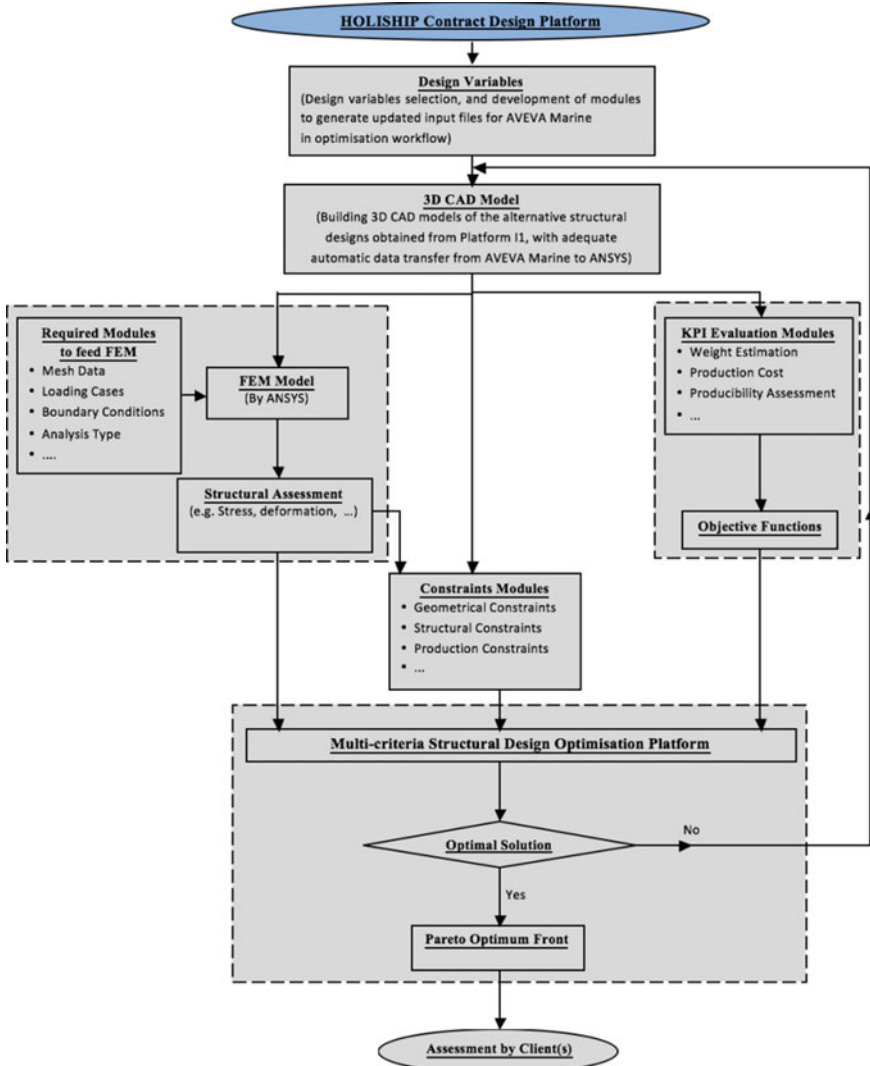 HOLISHIP Contract Design Platform
Design Variables
(Design variables selection, and development of modules
to generate updated input files for AVEVA Marine
in optimisation workflow)
3D CAD Model
(Building 3D CAD models of the alternative structural
designs obtained from Platform I1, with adequate
automatic data transfer from AVEVA Marine to ANSYS)
Required Modules
to feed FEM
• Mesh Data
• Loading Cases
• Boundary Conditions
• Analysis Type
• ....
FEM Model
(By ANSYS)
Structural Assessment
(e.g. Stress, deformation, ...)
KPI Evaluation Modules
• Weight Estimation
• Production Cost
• Producibility Assessment
• ...
Objective Functions
Constraints Modules
• Geometrical Constraints
• Structural Constraints
• Production Constraints
• ...
Multi-criteria Structural Design Optimisation Platform
Optimal Solution
No
Yes
Pareto Optimum Front
Assessment by Client(s)